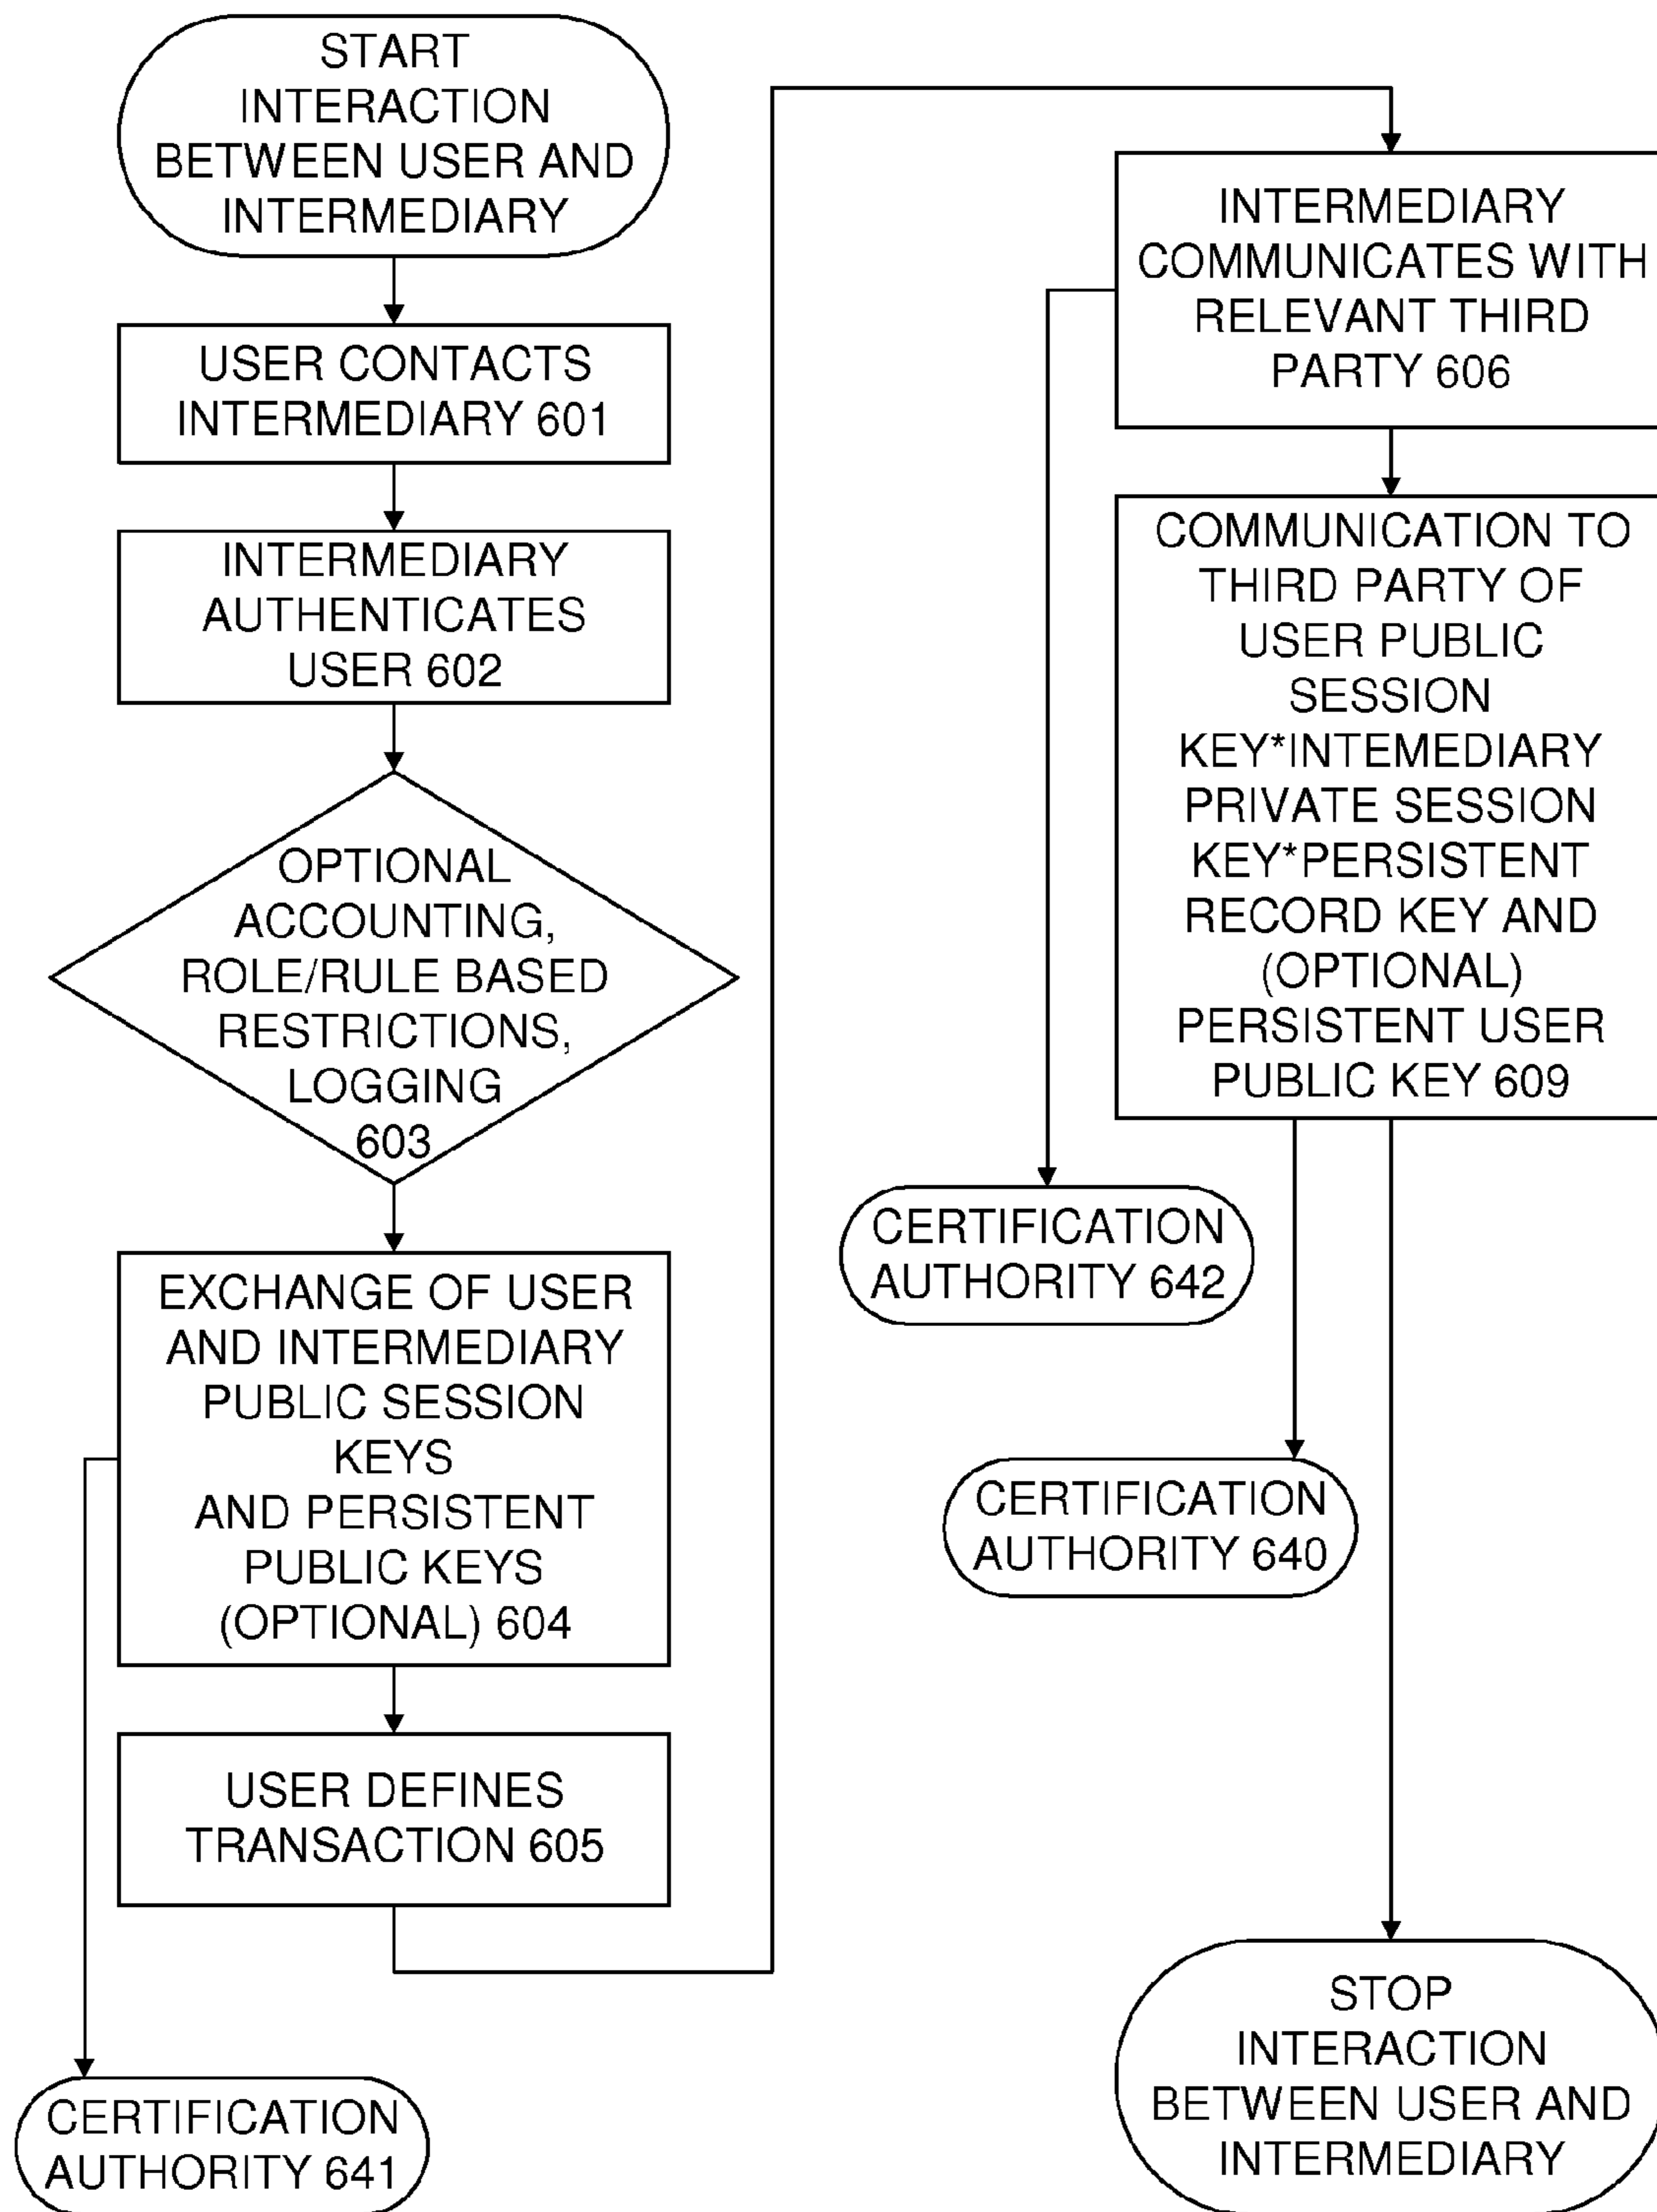 START
INTERACTION
BETWEEN USER AND
INTERMEDIARY
USER CONTACTS
INTERMEDIARY 601
INTERMEDIARY
AUTHENTICATES
USER 602
OPTIONAL
ACCOUNTING,
ROLE/RULE BASED
RESTRICTIONS,
LOGGING
603
EXCHANGE OF USER
AND INTERMEDIARY
PUBLIC SESSION
KEYS
AND PERSISTENT
PUBLIC KEYS
(OPTIONAL) 604
USER DEFINES
TRANSACTION 605
CERTIFICATION
AUTHORITY 641
INTERMEDIARY
COMMUNICATES WITH
RELEVANT THIRD
PARTY 606
COMMUNICATION TO
THIRD PARTY OF
USER PUBLIC
SESSION
KEY*INTEMEDIARY
PRIVATE SESSION
KEY*PERSISTENT
RECORD KEY AND
(OPTIONAL)
PERSISTENT USER
PUBLIC KEY 609
CERTIFICATION
AUTHORITY 642
CERTIFICATION
AUTHORITY 640
STOP
INTERACTION
BETWEEN USER AND
INTERMEDIARY